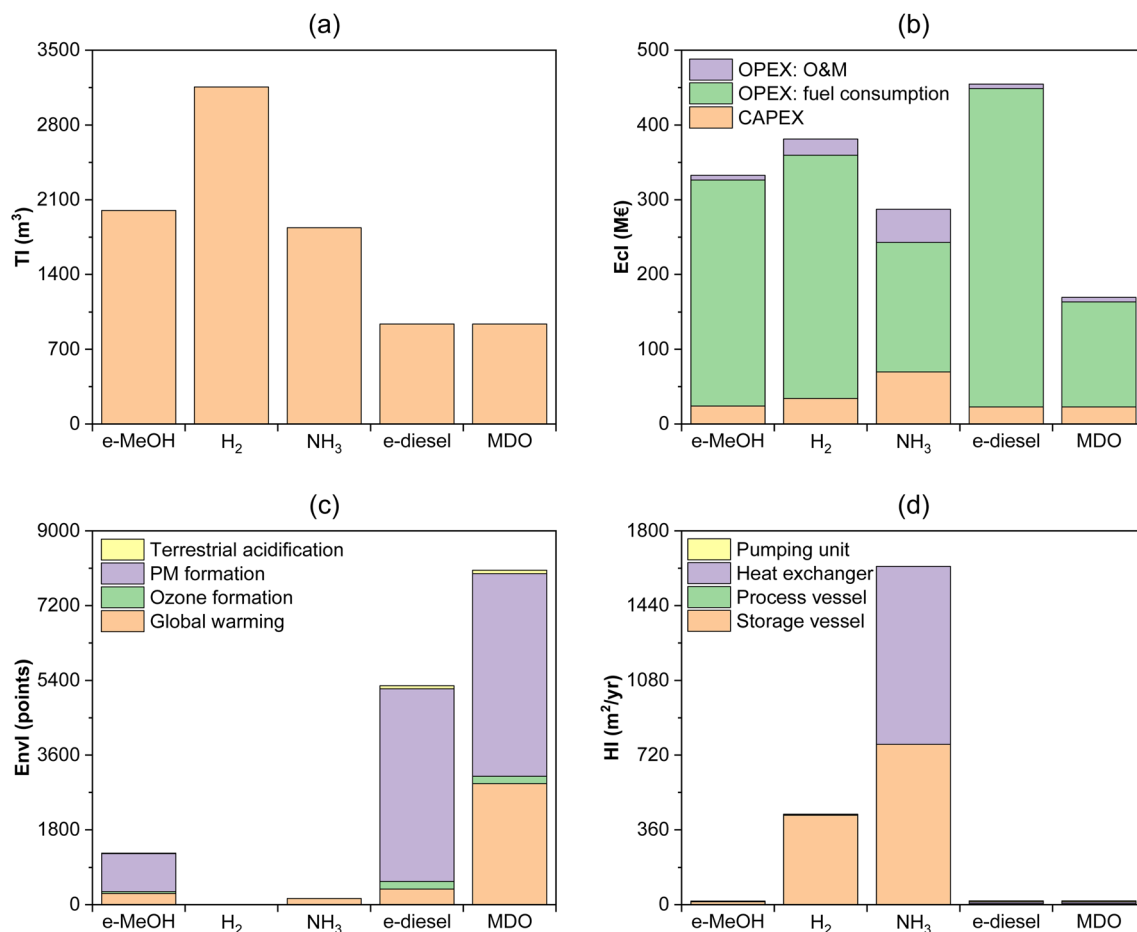 (a)
3500
2800
2100
1400
700
0
TI (m³)
e-MeOH H₂ NH₃ e-diesel MDO
(b)
500
400
300
200
100
0
EcI (M€)
OPEX: O&M
OPEX: fuel consumption
CAPEX
e-MeOH H₂ NH₃ e-diesel MDO
(c)
9000
7200
5400
3600
1800
0
EnvI (points)
Terrestrial acidification
PM formation
Ozone formation
Global warming
e-MeOH H₂ NH₃ e-diesel MDO
(d)
1800
1440
1080
720
360
0
HI (m²/yr)
Pumping unit
Heat exchanger
Process vessel
Storage vessel
e-MeOH H₂ NH₃ e-diesel MDO